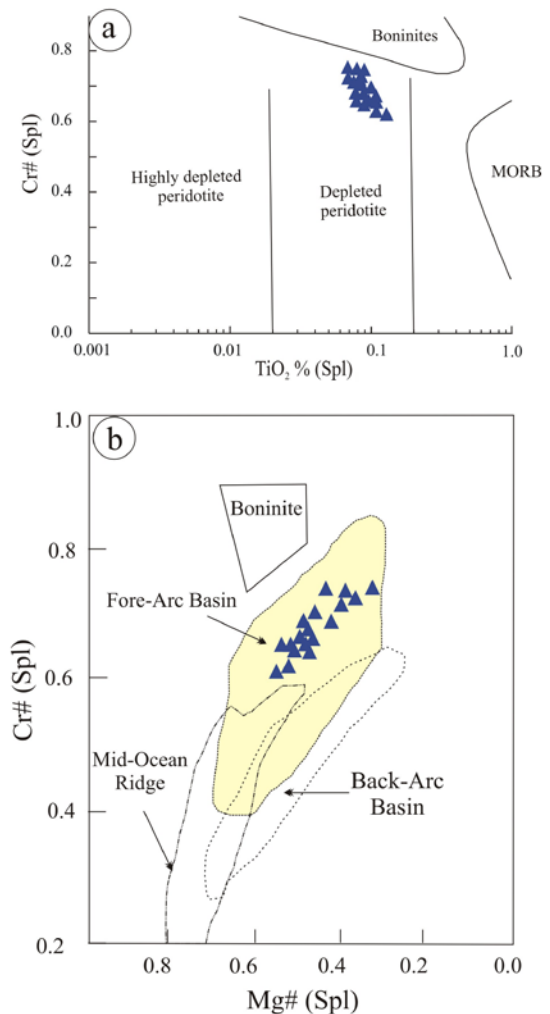 a
Boninites
0.8
0.6
0.4
0.2
0.0
Cr# (Spl)
Highly depleted
peridotite
Depleted
peridotite
MORB
0.001
0.01
0.1
1.0
TiO₂ % (Spl)
b
1.0
0.8
0.6
0.4
0.2
Cr# (Spl)
Boninite
Fore-Arc Basin
Mid-Ocean
Ridge
Back-Arc
Basin
0.8
0.6
0.4
0.2
0.0
Mg# (Spl)